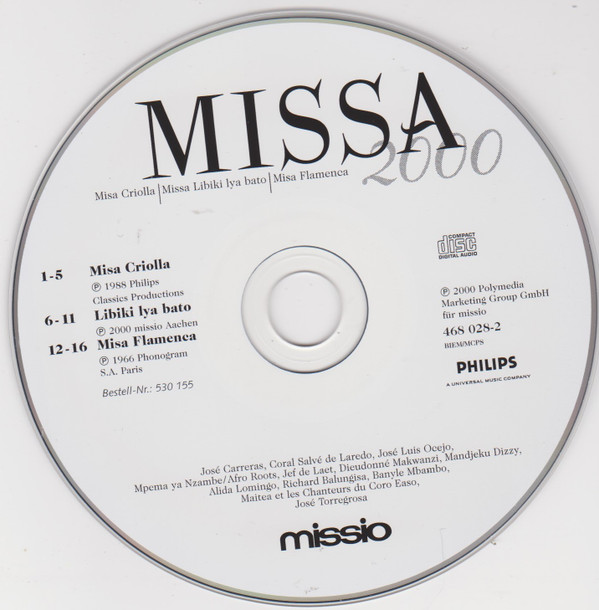 MISSA
2000
Misa Criolla | Missa Libiki lya bato | Misa Flamenca
1-5 Misa Criolla
℗ 1988 Philips
Classics Productions
6-11 Libiki lya bato
℗ 2000 missio Aachen
12-16 Misa Flamenca
℗ 1966 Phonogram
S.A. Paris
Bestell-Nr.: 530 155
COMPACT
disc
DIGITAL AUDIO
℗ 2000 Polymedia
Marketing Group GmbH
für missio
468 028-2
BIEM/MCPS
PHILIPS
A UNIVERSAL MUSIC COMPANY
José Carreras, Coral Salvé de Laredo, José Luis Ocejo,
Mpema ya Nzambe/Afro Roots, Jef de Laet, Dieudonné Makwanzi, Mandjeku Dizzy,
Alida Lomingo, Richard Balungisa, Banyle Mbambo,
Maitea et les Chanteurs du Coro Easo,
José Torregrosa
missio